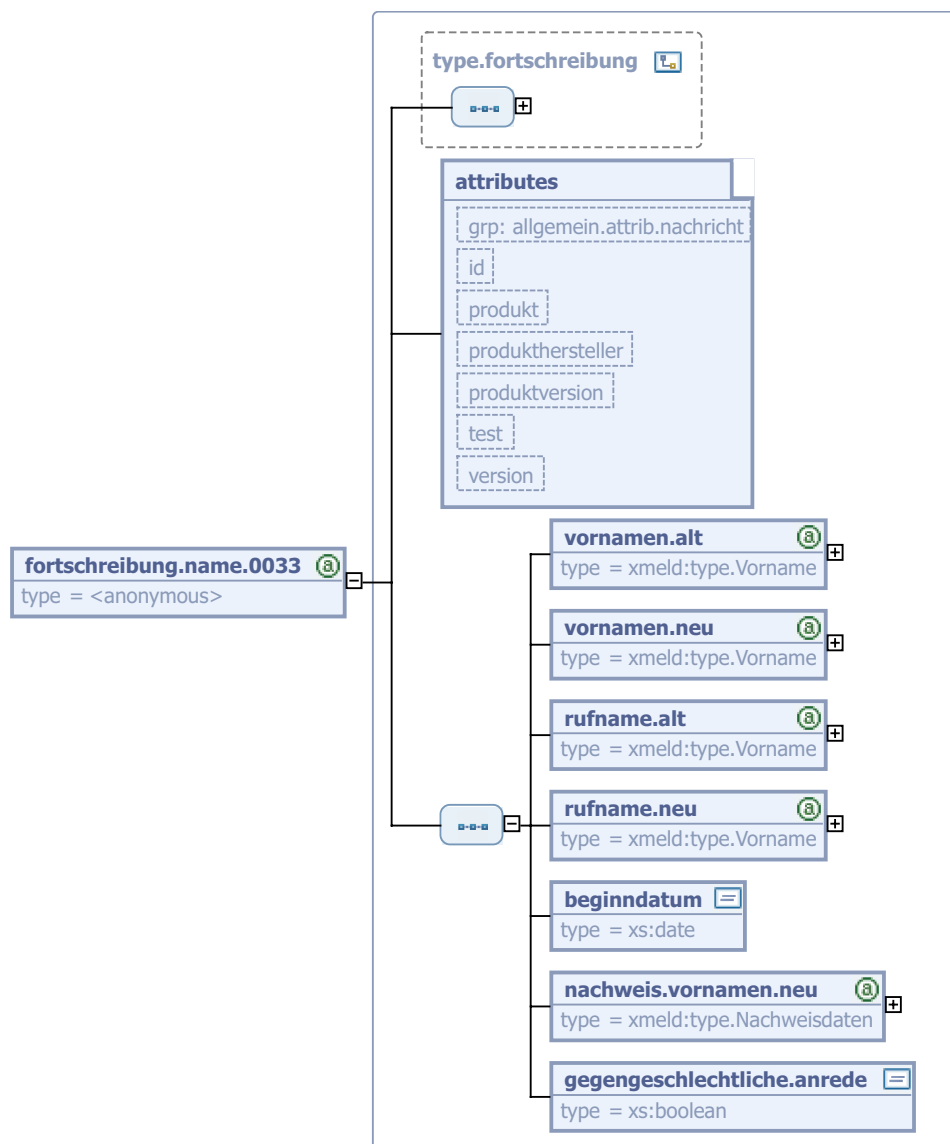 type.fortschreibung
attributes
grp: allgemein.attrib.nachricht
id
produkt
produkthersteller
produktversion
test
version
fortschreibung.name.0033
type = <anonymous>
vornamen.alt
type = xmeld:type.Vorname
vornamen.neu
type = xmeld:type.Vorname
rufname.alt
type = xmeld:type.Vorname
rufname.neu
type = xmeld:type.Vorname
beginndatum
type = xs:date
nachweis.vornamen.neu
type = xmeld:type.Nachweisdaten
gegengeschlechtliche.anrede
type = xs:boolean